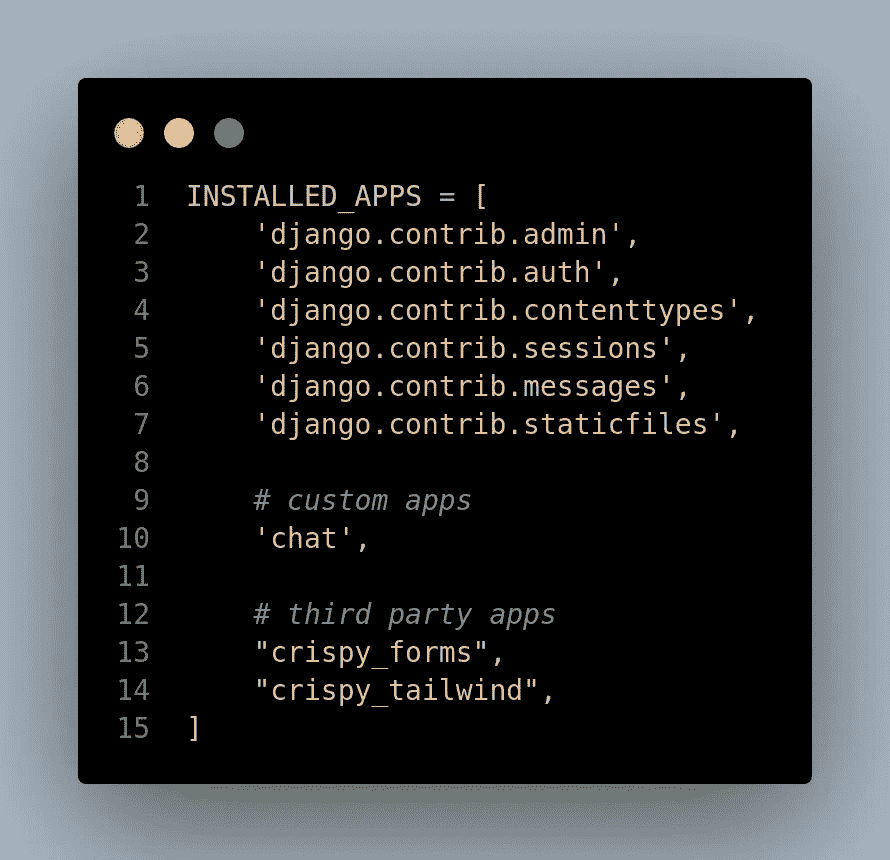 1 INSTALLED_APPS = [
2     'django.contrib.admin',
3     'django.contrib.auth',
4     'django.contrib.contenttypes',
5     'django.contrib.sessions',
6     'django.contrib.messages',
7     'django.contrib.staticfiles',
8
9     # custom apps
10     'chat',
11
12     # third party apps
13     "crispy_forms",
14     "crispy_tailwind",
15 ]